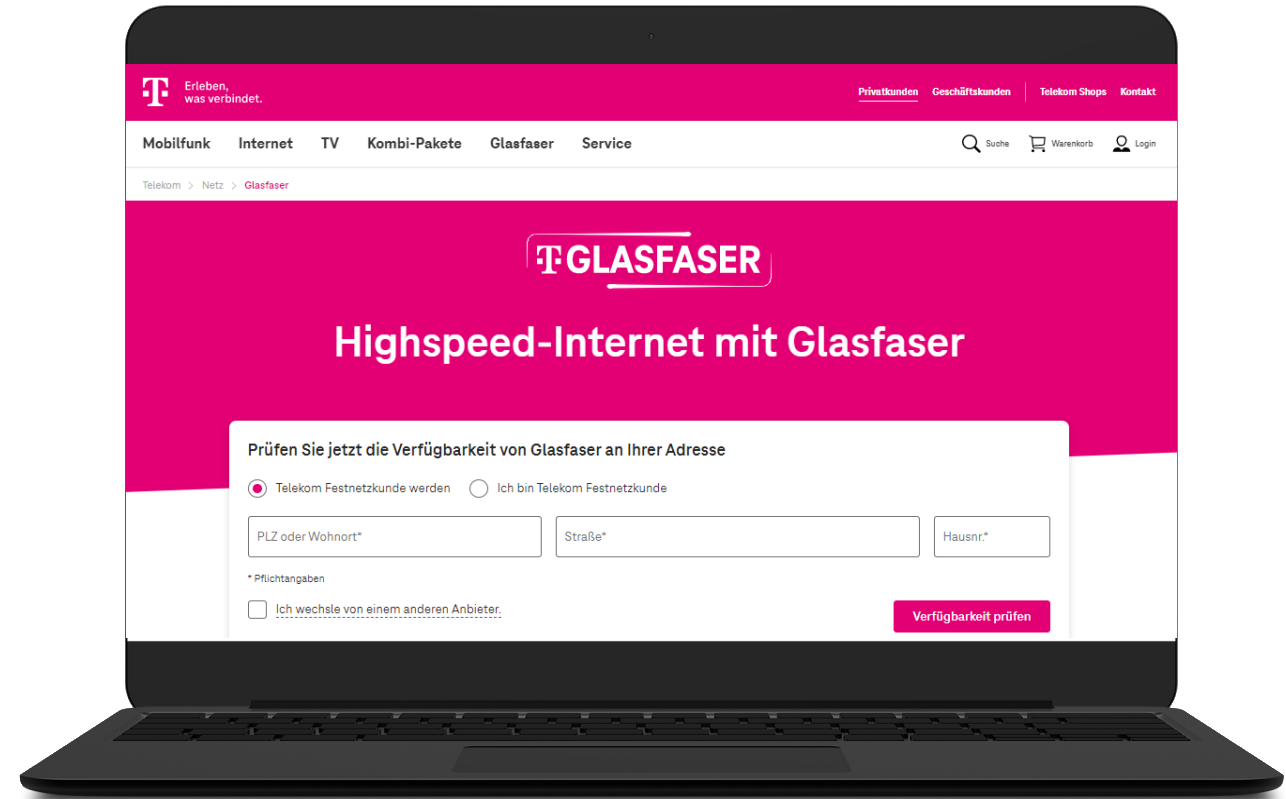 T Erleben,
was verbindet.
Privatkunden Geschäftskunden Telekom Shops Kontakt
Mobilfunk Internet TV Kombi-Pakete Glasfaser Service
Suche Warenkorb Login
Telekom > Netz > Glasfaser
T GLASFASER
Highspeed-Internet mit Glasfaser
Prüfen Sie jetzt die Verfügbarkeit von Glasfaser an Ihrer Adresse
Telekom Festnetzkunde werden Ich bin Telekom Festnetzkunde
PLZ oder Wohnort* Straße* Hausnr.*
* Pflichtangaben
Ich wechsle von einem anderen Anbieter.
Verfügbarkeit prüfen